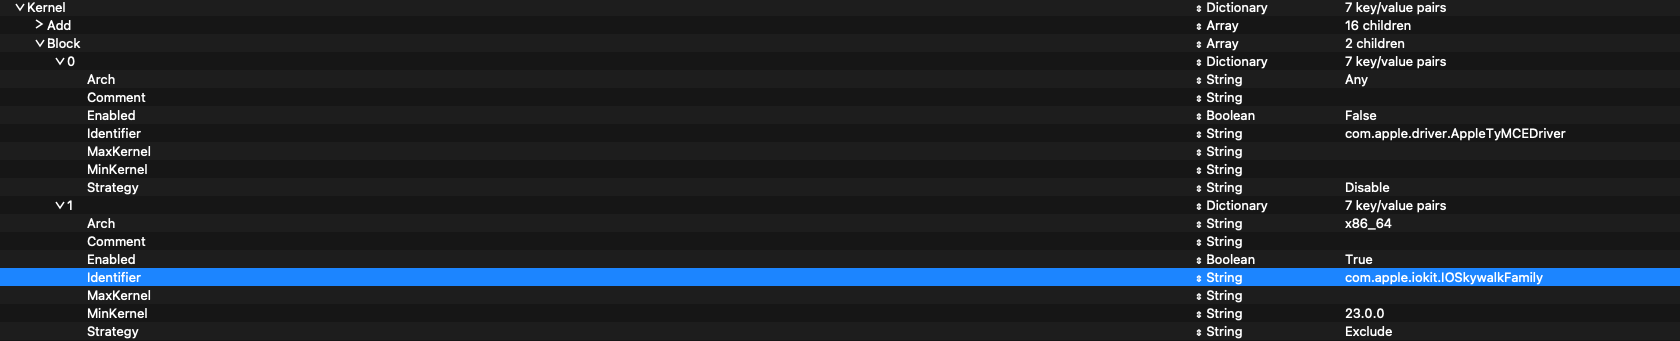 Kernel Dictionary 7 key/value pairs
Add Array 16 children
Block Array 2 children
0 Dictionary 7 key/value pairs
Arch String Any
Comment String
Enabled Boolean False
Identifier String com.apple.driver.AppleTyMCEDriver
MaxKernel String
MinKernel String
Strategy String Disable
1 Dictionary 7 key/value pairs
Arch String x86_64
Comment String
Enabled Boolean True
Identifier String com.apple.iokit.IOSkywalkFamily
MaxKernel String
MinKernel String 23.0.0
Strategy String Exclude